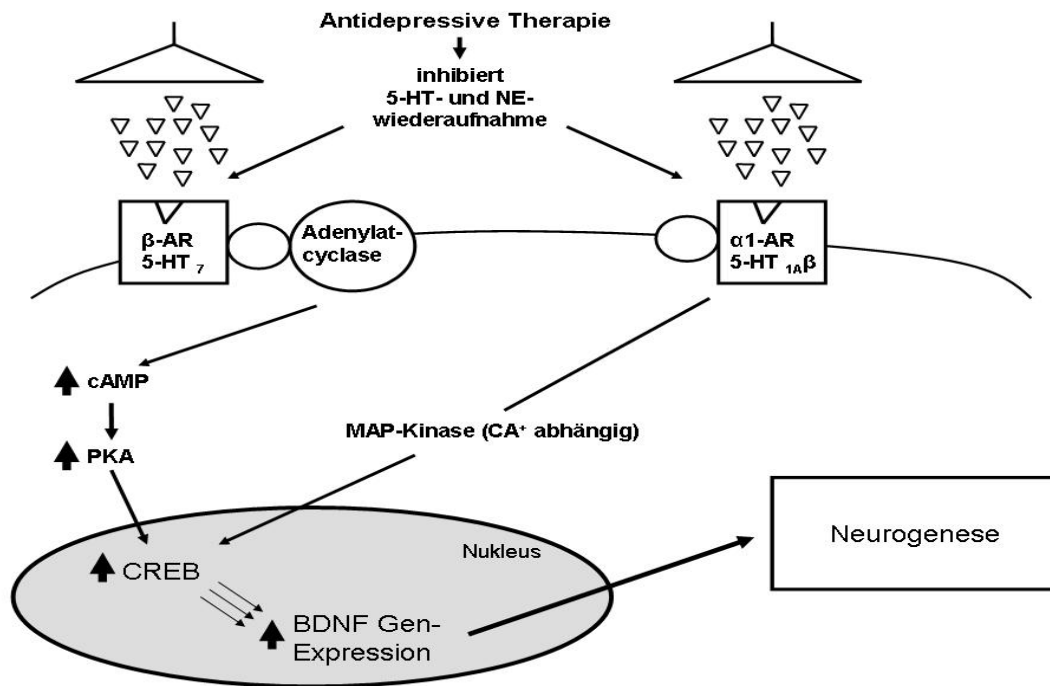 Antidepressive Therapie
inhibiert
5-HT- und NE-
wiederaufnahme
β-AR
5-HT 7
Adenylat-
cyclase
α1-AR
5-HT 1Aβ
cAMP
MAP-Kinase (CA⁺ abhängig)
PKA
Nukleus
Neurogenese
CREB
BDNF Gen-
Expression